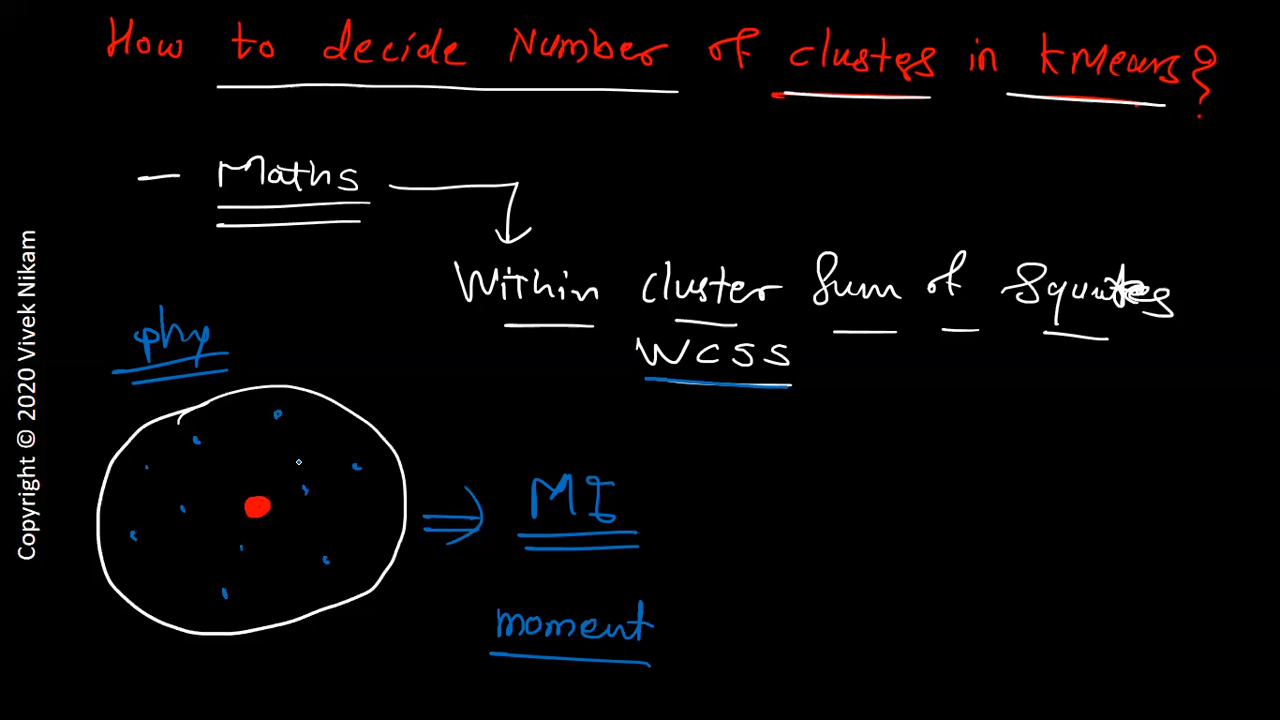 How to decide Number of clustes in kMeans?
- Maths
Within cluster Sum of Squares
WCSS
phy
MI
moment
Copyright © 2020 Vivek Nikam